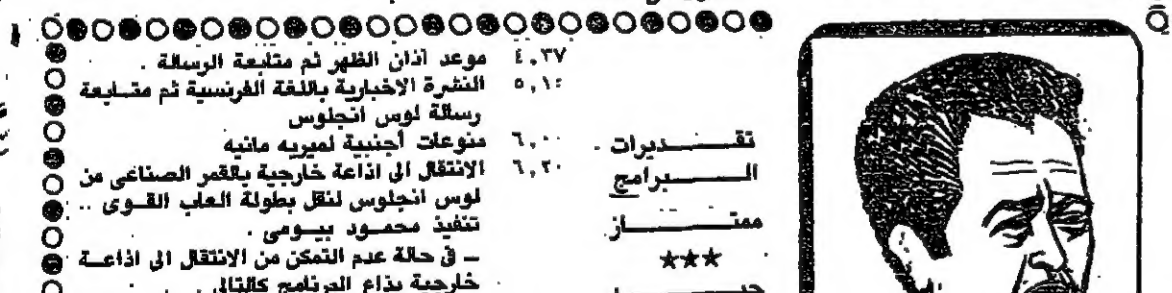 ٤,٣٧ موعد اذان الظهر ثم متابعة الرسالة .
٥,١٥ النشرة الاخبارية باللغة الفرنسية ثم متابعة
رسالة لوس انجلوس
٦,٠٠ منوعات أجنبية لميريه مانيه
٦,٣٠ الانتقال الى اذاعة خارجية بالقمر الصناعى من
لوس انجلوس لنقل بطولة العاب القوى ..
تنفيذ محمود بيومى .
ـ فى حالة عدم التمكن من الانتقال الى اذاعة
خارجية يذاع البرنامج كالتالى .
تقديرات
البرامج
ممتاز
***